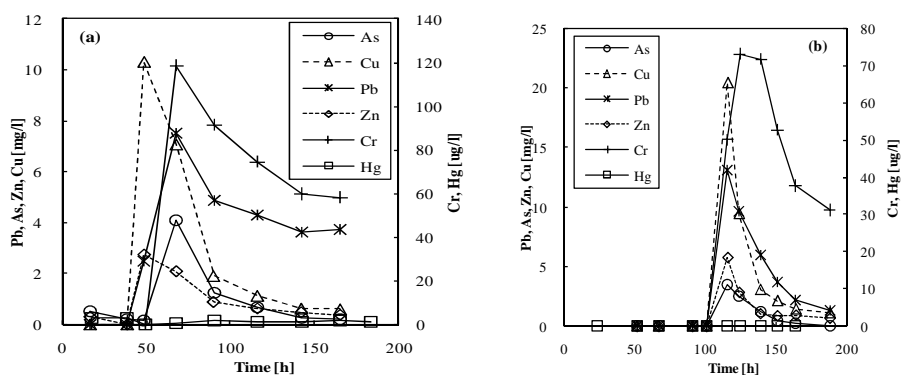 (a)
12
10
8
6
4
2
0
Pb, As, Zn, Cu [mg/l]
140
120
100
80
60
40
20
0
Cr, Hg [ug/l]
As
Cu
Pb
Zn
Cr
Hg
0 50 100 150 200
Time [h]
(b)
25
20
15
10
5
0
Pb, As, Zn, Cu [mg/l]
80
70
60
50
40
30
20
10
0
Cr, Hg [ug/l]
As
Cu
Pb
Zn
Cr
Hg
0 50 100 150 200
Time [h]